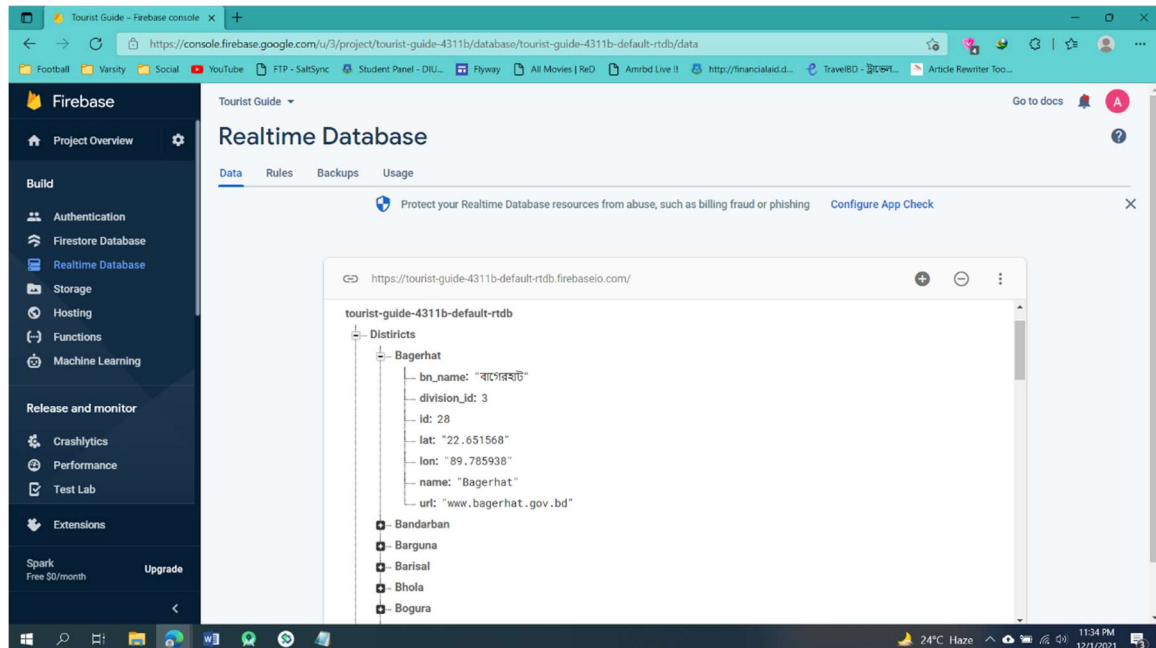 Tourist Guide – Firebase console
https://console.firebase.google.com/u/3/project/tourist-guide-4311b/database/tourist-guide-4311b-default-rtdb/data
Football Varsity Social YouTube FTP - SaltSync Student Panel - DIU... Flyway All Movies | ReD Amrbd Live !! http://financialaid.d... TravelBD - Article Rewriter Too...
Firebase
Tourist Guide
Go to docs
A
Project Overview
Realtime Database
Build
Data Rules Backups Usage
Protect your Realtime Database resources from abuse, such as billing fraud or phishing Configure App Check
Authentication
Firestore Database
Realtime Database
Storage
Hosting
Functions
Machine Learning
Release and monitor
Crashlytics
Performance
Test Lab
Extensions
Spark
Free $0/month
Upgrade
https://tourist-guide-4311b-default-rtdb.firebaseio.com/
tourist-guide-4311b-default-rtdb
Distiricts
Bagerhat
bn_name: "বাগেরহাট"
division_id: 3
id: 28
lat: "22.651568"
lon: "89.785938"
name: "Bagerhat"
url: "www.bagerhat.gov.bd"
Bandarban
Barguna
Barisal
Bhola
Bogura
24°C Haze
11:34 PM
12/1/2021